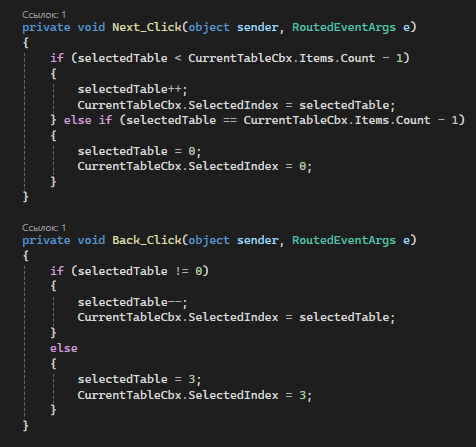 Ссылок: 1
private void Next_Click(object sender, RoutedEventArgs e)
{
    if (selectedTable < CurrentTableCbx.Items.Count - 1)
    {
        selectedTable++;
        CurrentTableCbx.SelectedIndex = selectedTable;
    } else if (selectedTable == CurrentTableCbx.Items.Count - 1)
    {
        selectedTable = 0;
        CurrentTableCbx.SelectedIndex = 0;
    }
}
Ссылок: 1
private void Back_Click(object sender, RoutedEventArgs e)
{
    if (selectedTable != 0)
    {
        selectedTable--;
        CurrentTableCbx.SelectedIndex = selectedTable;
    }
    else
    {
        selectedTable = 3;
        CurrentTableCbx.SelectedIndex = 3;
    }
}